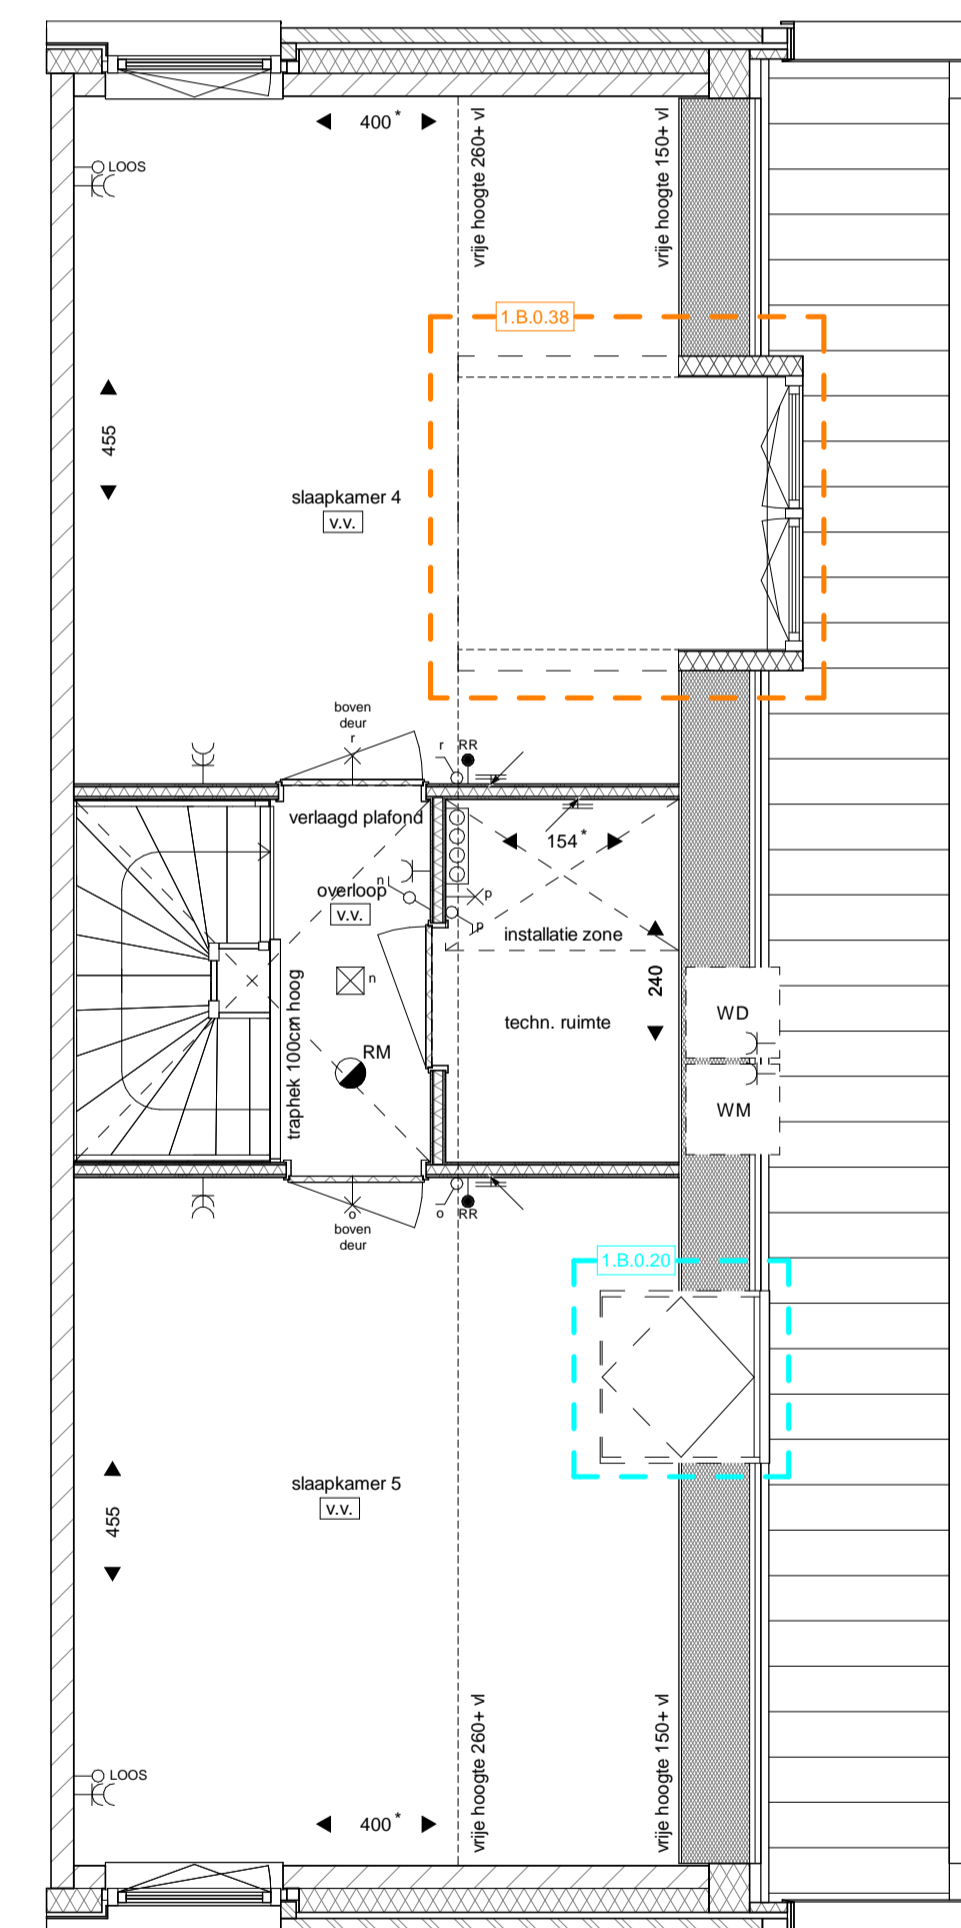 400*
vrije hoogte 260+ vl
vrije hoogte 150+ vl
LOOS
1.B.0.38
455
slaapkamer 4
v.v.
boven
deur
r
r
RR
verlaagd plafond
154*
n
overloop
v.v.
p
p
installatie zone
n
traphek 100cm hoog
240
WD
techn. ruimte
RM
WM
o
boven
deur
o
RR
1.B.0.20
slaapkamer 5
v.v.
455
vrije hoogte 260+ vl
vrije hoogte 150+ vl
LOOS
400*